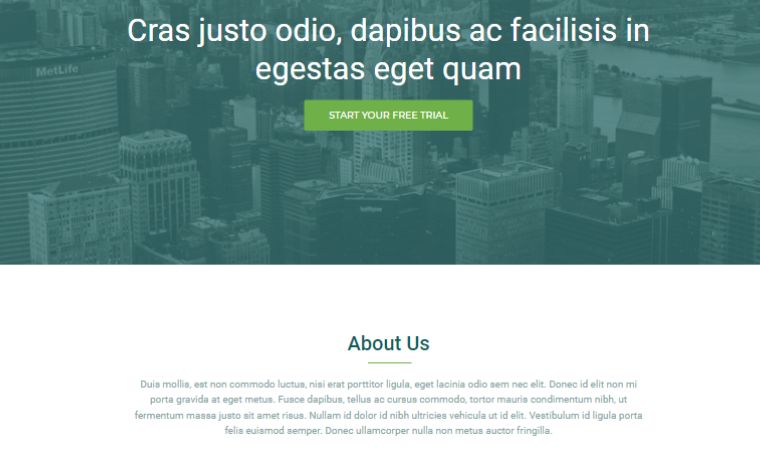 Cras justo odio, dapibus ac facilisis in
egestas eget quam
MetLife
START YOUR FREE TRIAL
About Us
Duis mollis, est non commodo luctus, nisi erat porttitor ligula, eget lacinia odio sem nec elit. Donec id elit non mi
porta gravida at eget metus. Fusce dapibus, tellus ac cursus commodo, tortor mauris condimentum nibh, ut
fermentum massa justo sit amet risus. Nullam id dolor id nibh ultricies vehicula ut id elit. Vestibulum id ligula porta
felis euismod semper. Donec ullamcorper nulla non metus auctor fringilla.